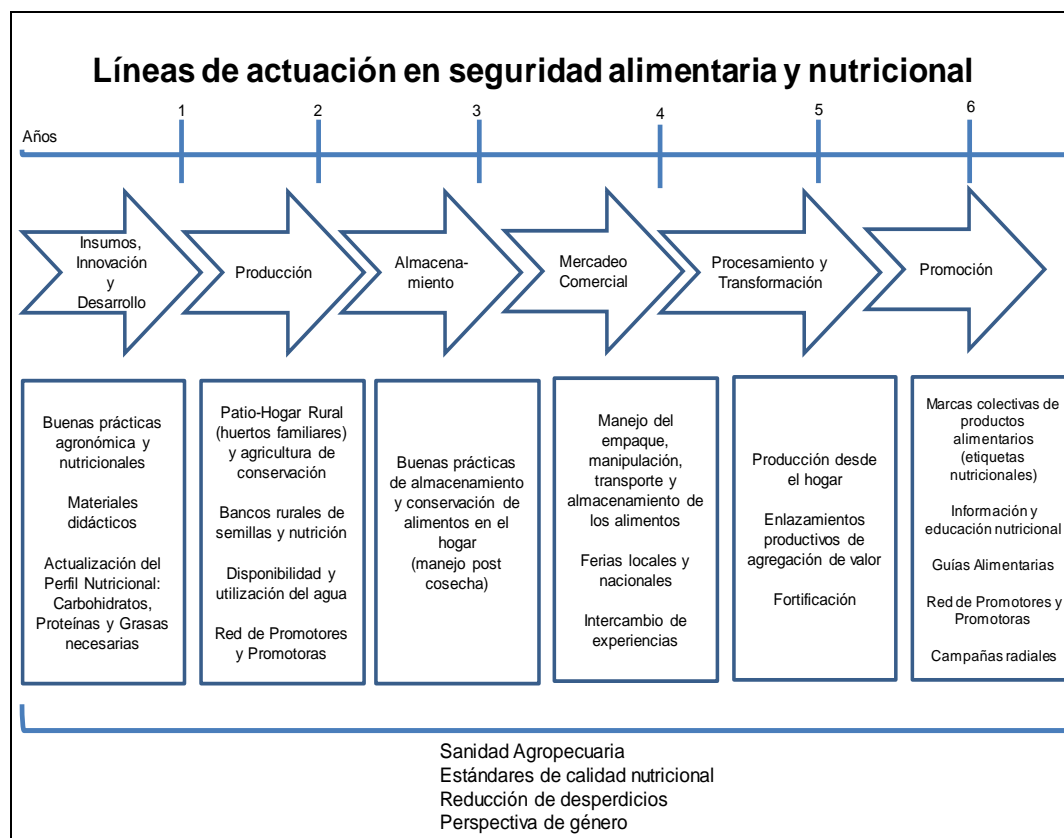 Líneas de actuación en seguridad alimentaria y nutricional
Años
1
2
3
4
5
6
Insumos,
Innovación
y
Desarrollo
Producción
Almacena-
miento
Mercadeo
Comercial
Procesamiento y
Transformación
Promoción
Buenas prácticas
agronómica y
nutricionales
Materiales
didácticos
Actualización del
Perfil Nutricional:
Carbohidratos,
Proteínas y Grasas
necesarias
Patio-Hogar Rural
(huertos familiares)
y agricultura de
conservación
Bancos rurales de
semillas y nutrición
Disponibilidad y
utilización del agua
Red de Promotores
y Promotoras
Buenas prácticas
de almacenamiento
y conservación de
alimentos en el
hogar
(manejo post
cosecha)
Manejo del
empaque,
manipulación,
transporte y
almacenamiento de
los alimentos
Ferias locales y
nacionales
Intercambio de
experiencias
Producción desde
el hogar
Enlazamientos
productivos de
agregación de valor
Fortificación
Marcas colectivas de
productos
alimentarios
(etiquetas
nutricionales)
Información y
educación nutricional
Guías Alimentarias
Red de Promotores y
Promotoras
Campañas radiales
Sanidad Agropecuaria
Estándares de calidad nutricional
Reducción de desperdicios
Perspectiva de género